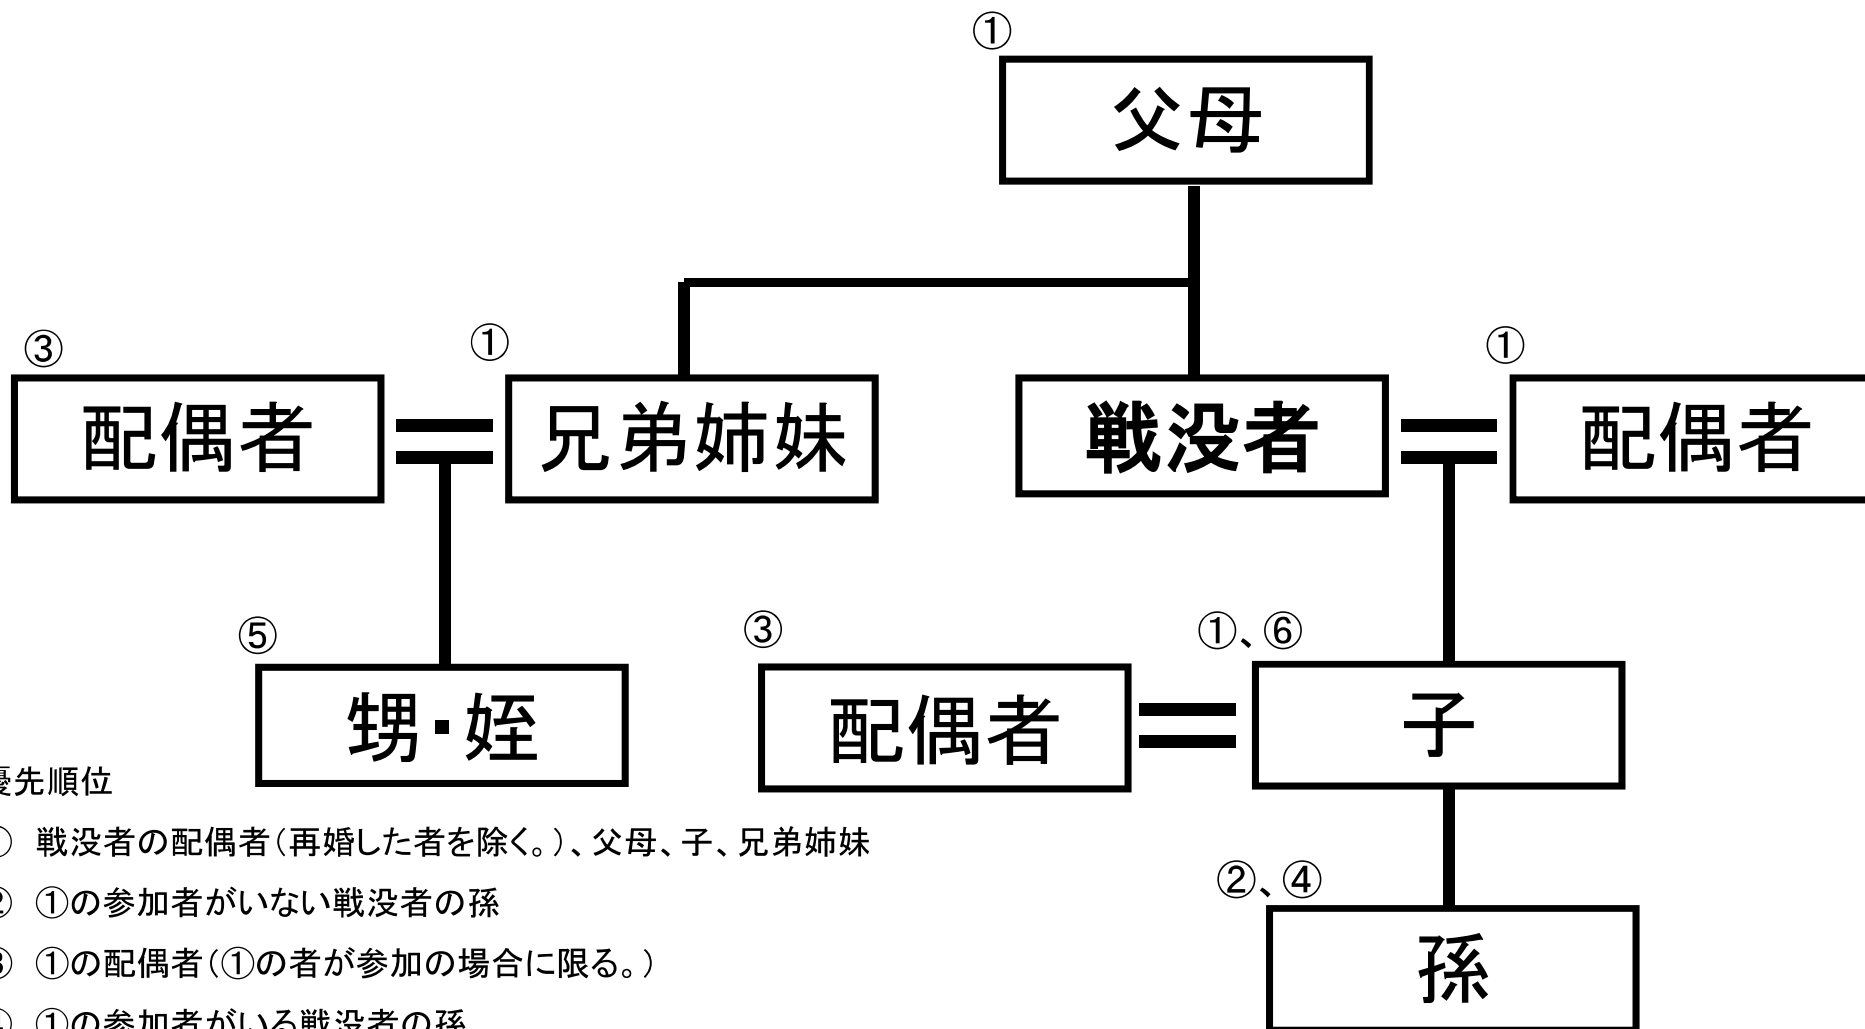 ①
父母
③
①
①
配偶者
兄弟姉妹
戦没者
配偶者
⑤
③
①、⑥
甥・姪
配偶者
子
優先順位
① 戦没者の配偶者(再婚した者を除く。)、父母、子、兄弟姉妹
②、④
② ①の参加者がいない戦没者の孫
③ ①の配偶者(①の者が参加の場合に限る。)
孫
④ ①の参加者がいる戦没者の孫